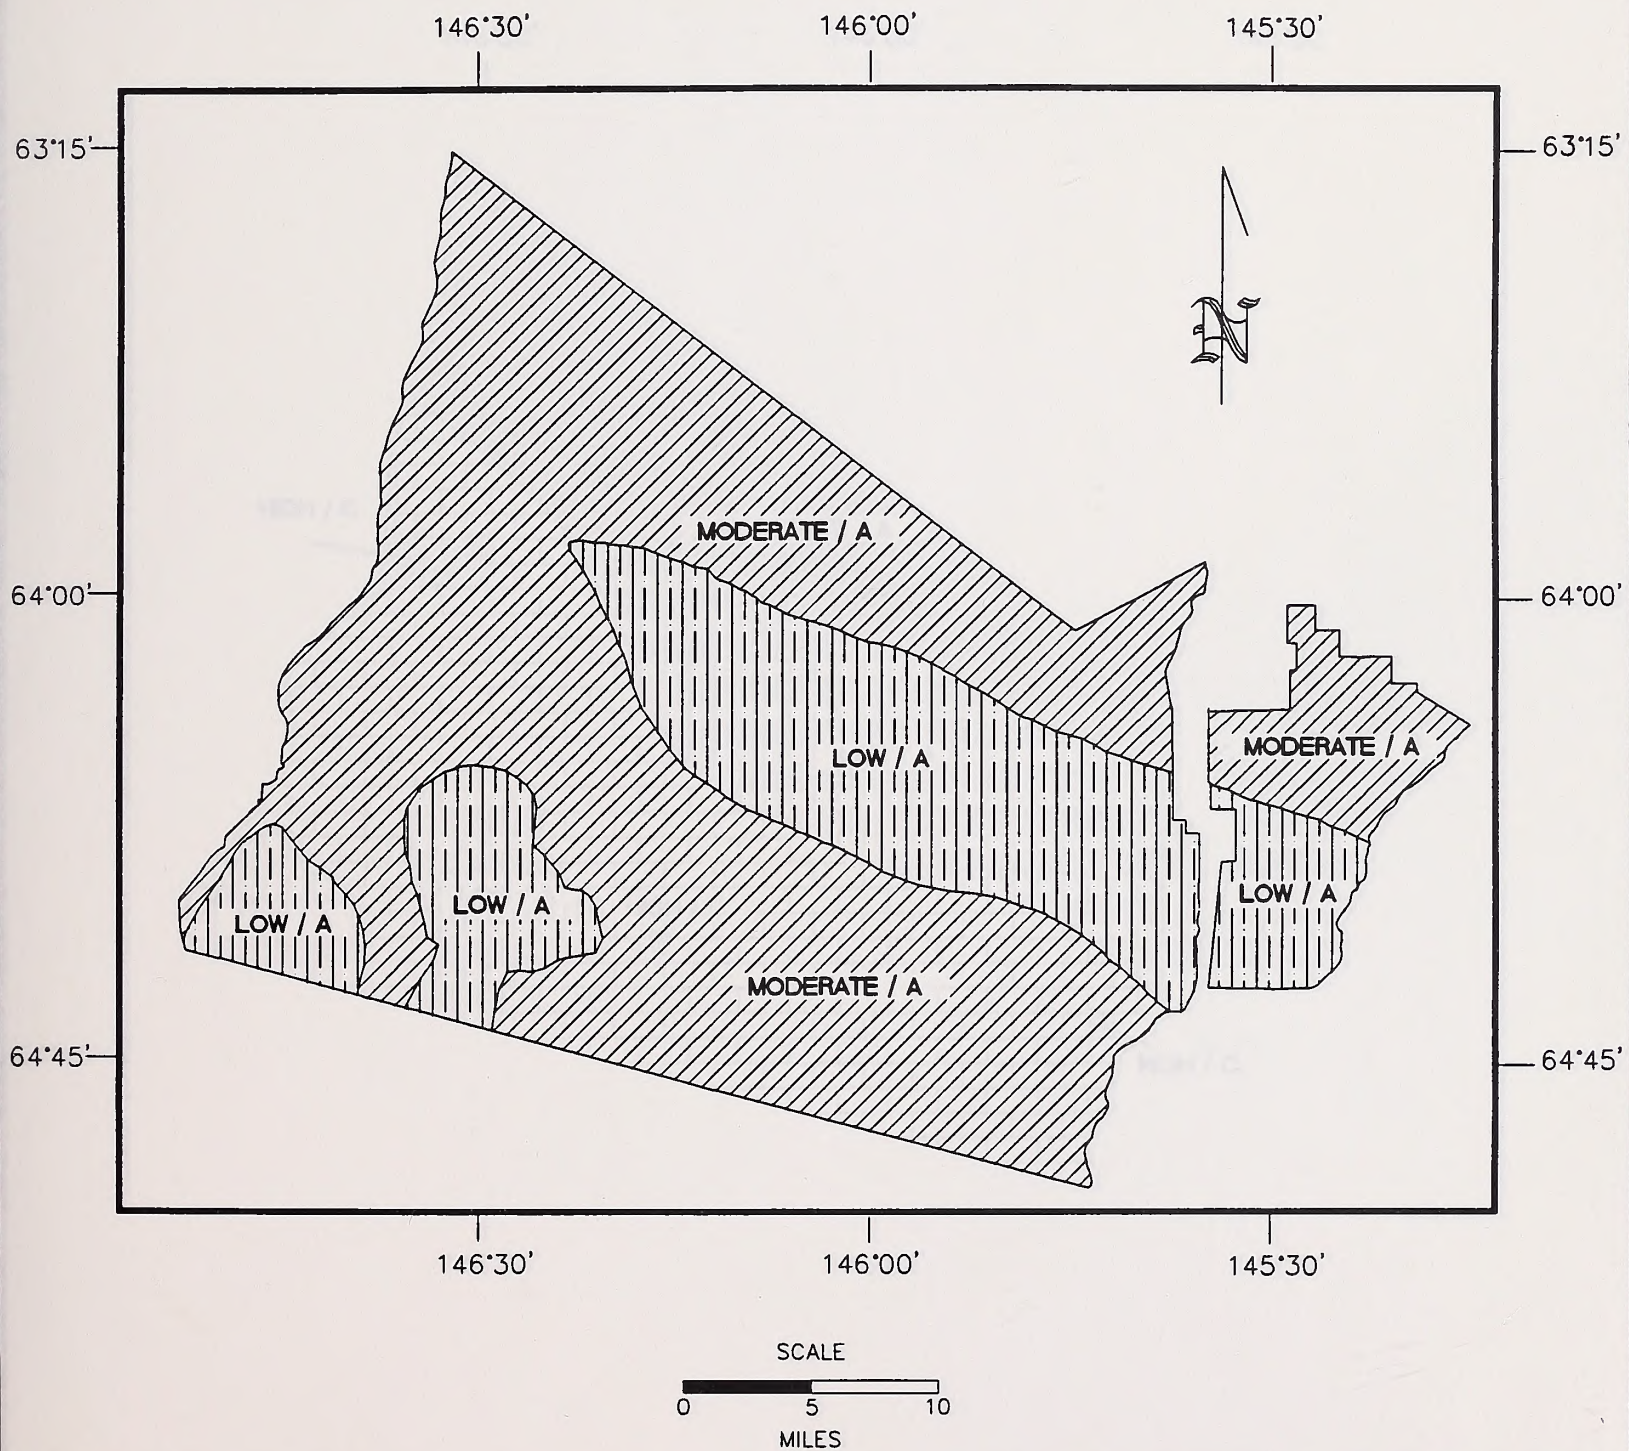 146°30' 146°00' 145°30'
63°15' 63°15'
N
MODERATE / A
64°00' 64°00'
MODERATE / A
LOW / A
LOW / A
LOW / A
LOW / A
MODERATE / A
64°45' 64°45'
146°30' 146°00' 145°30'
SCALE
0 5 10
MILES